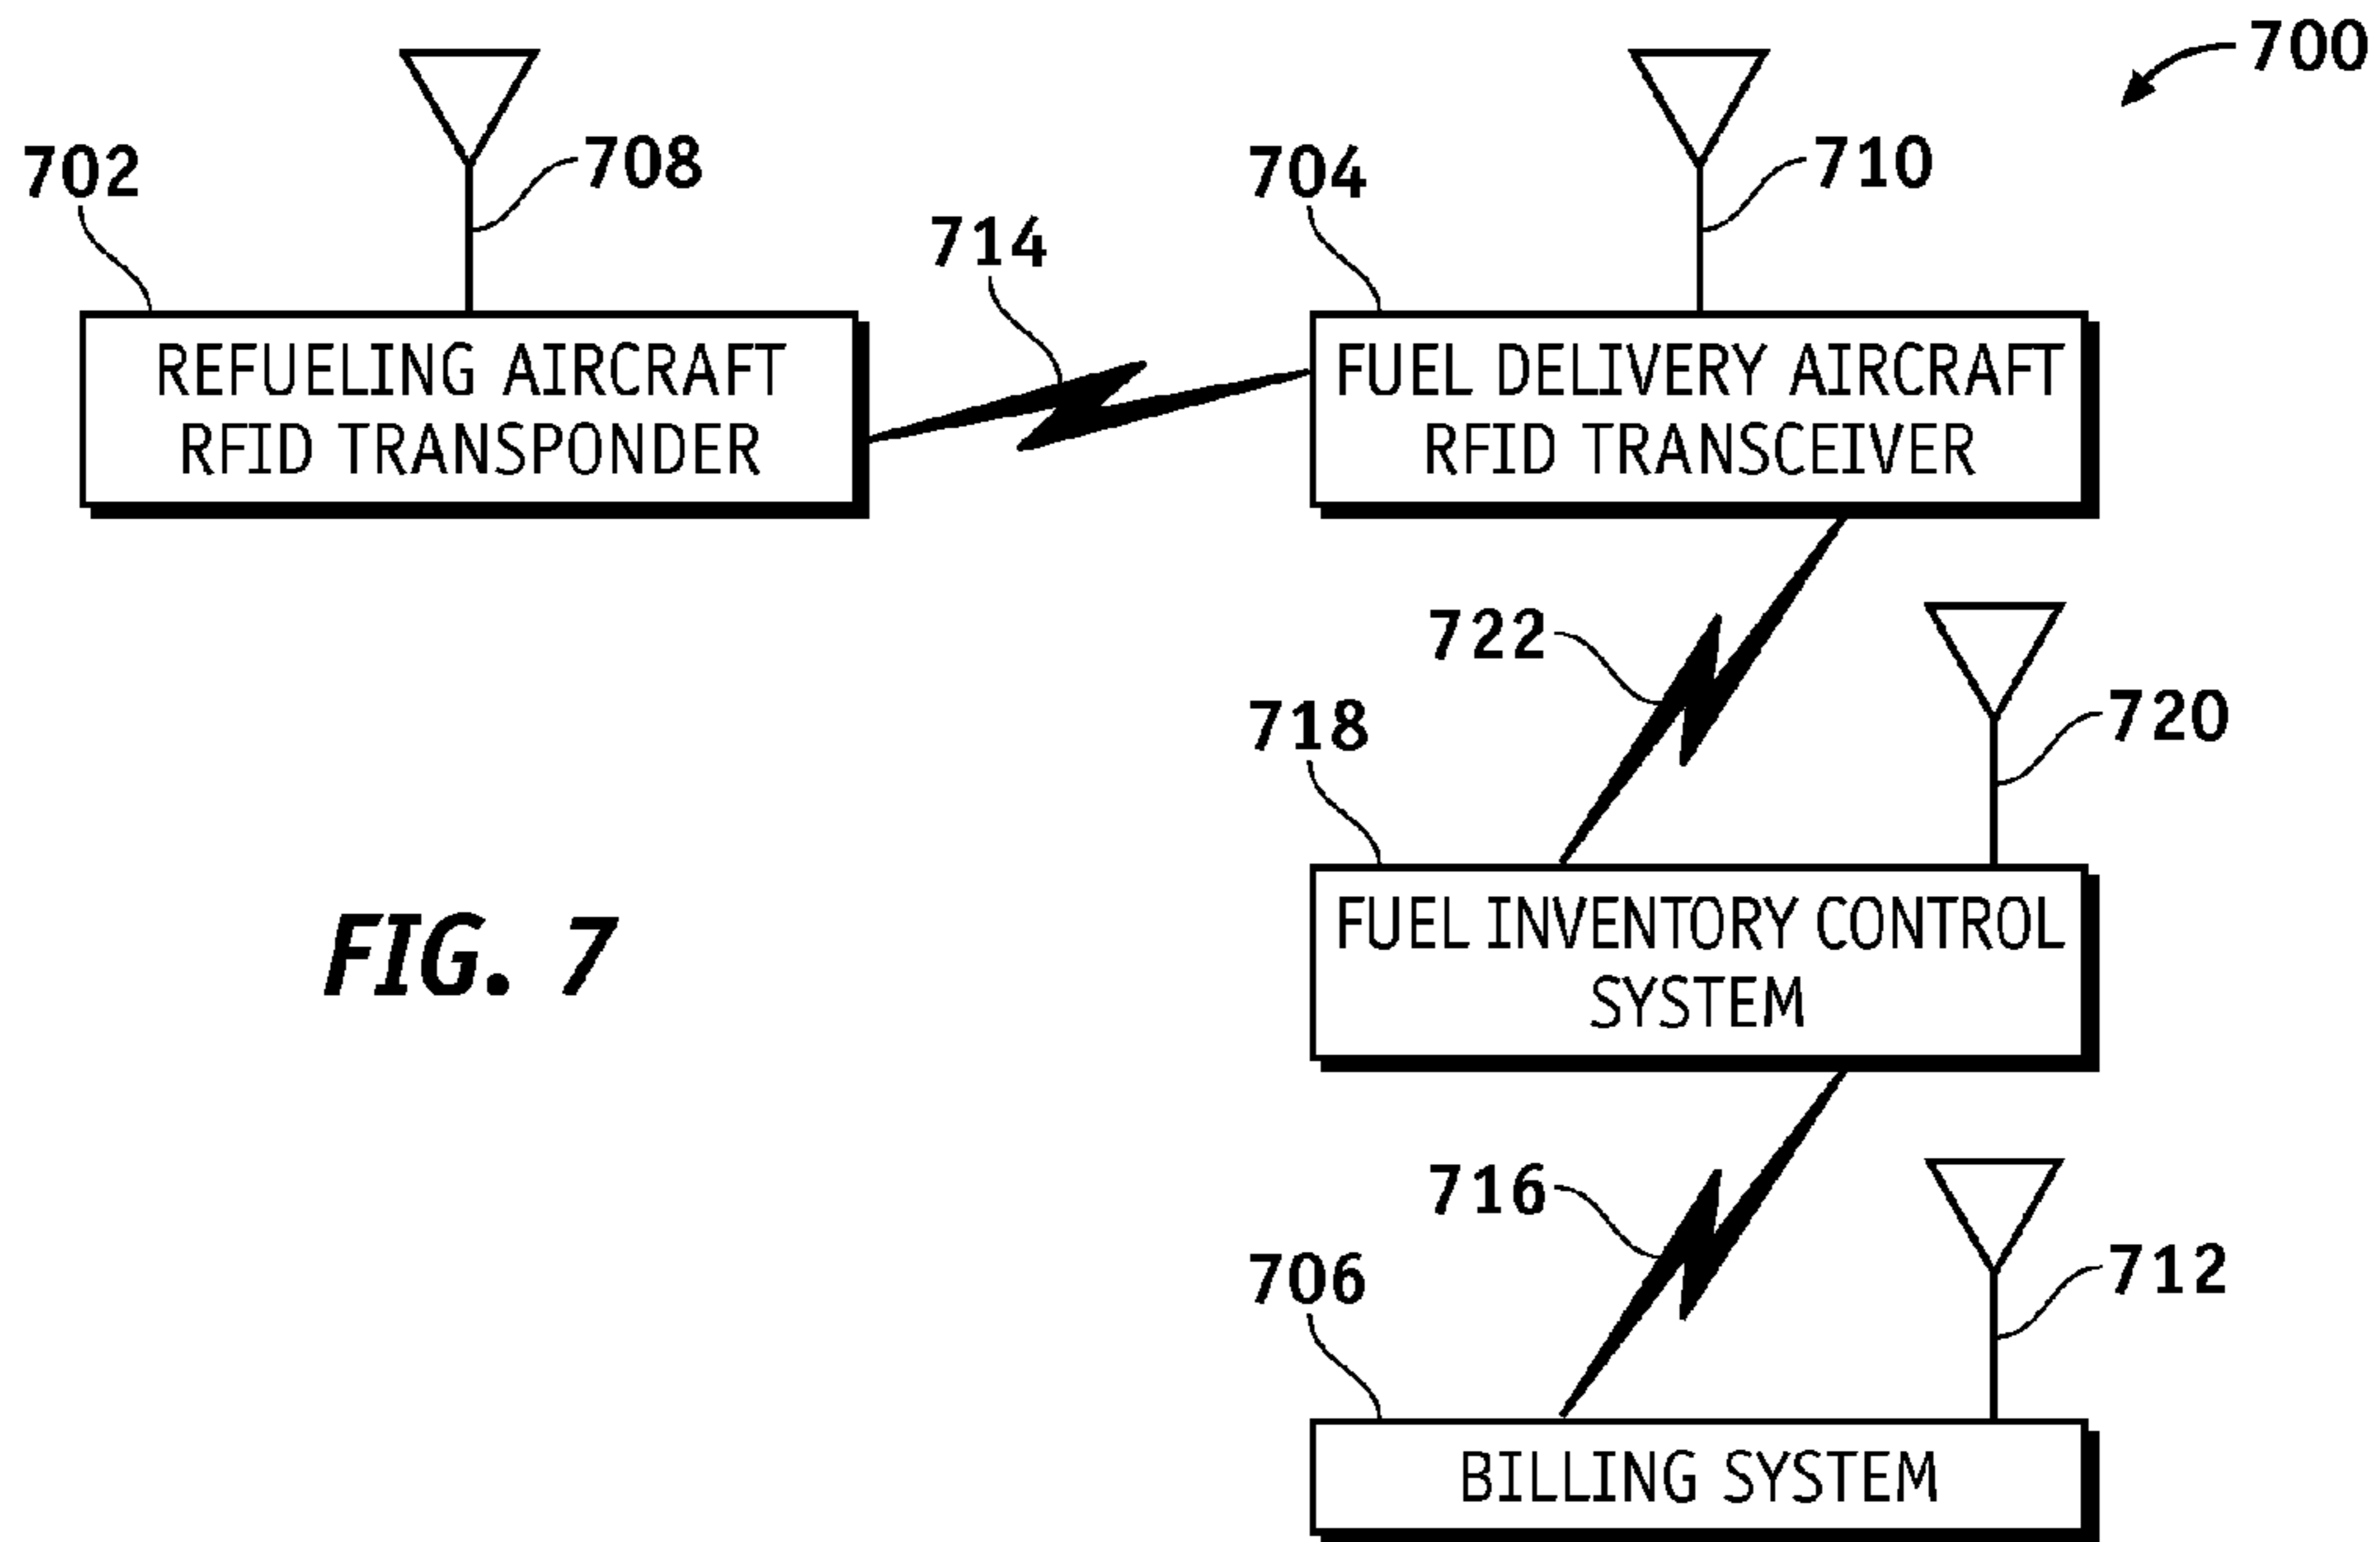 700
702
708
704
710
714
REFUELING AIRCRAFT
RFID TRANSPONDER
FUEL DELIVERY AIRCRAFT
RFID TRANSCEIVER
722
718
720
FUEL INVENTORY CONTROL
SYSTEM
FIG. 7
716
706
712
BILLING SYSTEM